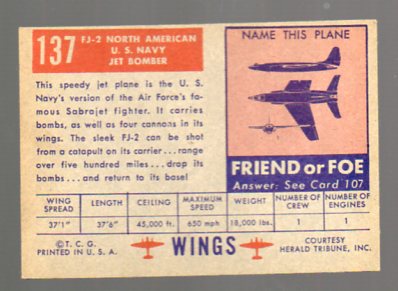 137
FJ-2 NORTH AMERICAN
U. S. NAVY
JET BOMBER
This speedy jet plane is the U. S.
Navy's version of the Air Force's fa-
mous Sabrejet fighter. It carries
bombs, as well as four cannons in its
wings. The sleek FJ-2 can be shot
from a catapult on its carrier...range
over five hundred miles...drop its
bombs...and return to its base!
NAME THIS PLANE
FRIEND or FOE
Answer: See Card 107
WING SPREAD LENGTH CEILING MAXIMUM SPEED WEIGHT NUMBER OF CREW NUMBER OF ENGINES
37'1" 37'6" 45,000 ft. 650 mph 18,000 lbs. 1 1
©T. C. G.
PRINTED IN U. S. A.
WINGS
COURTESY
HERALD TRIBUNE, INC.